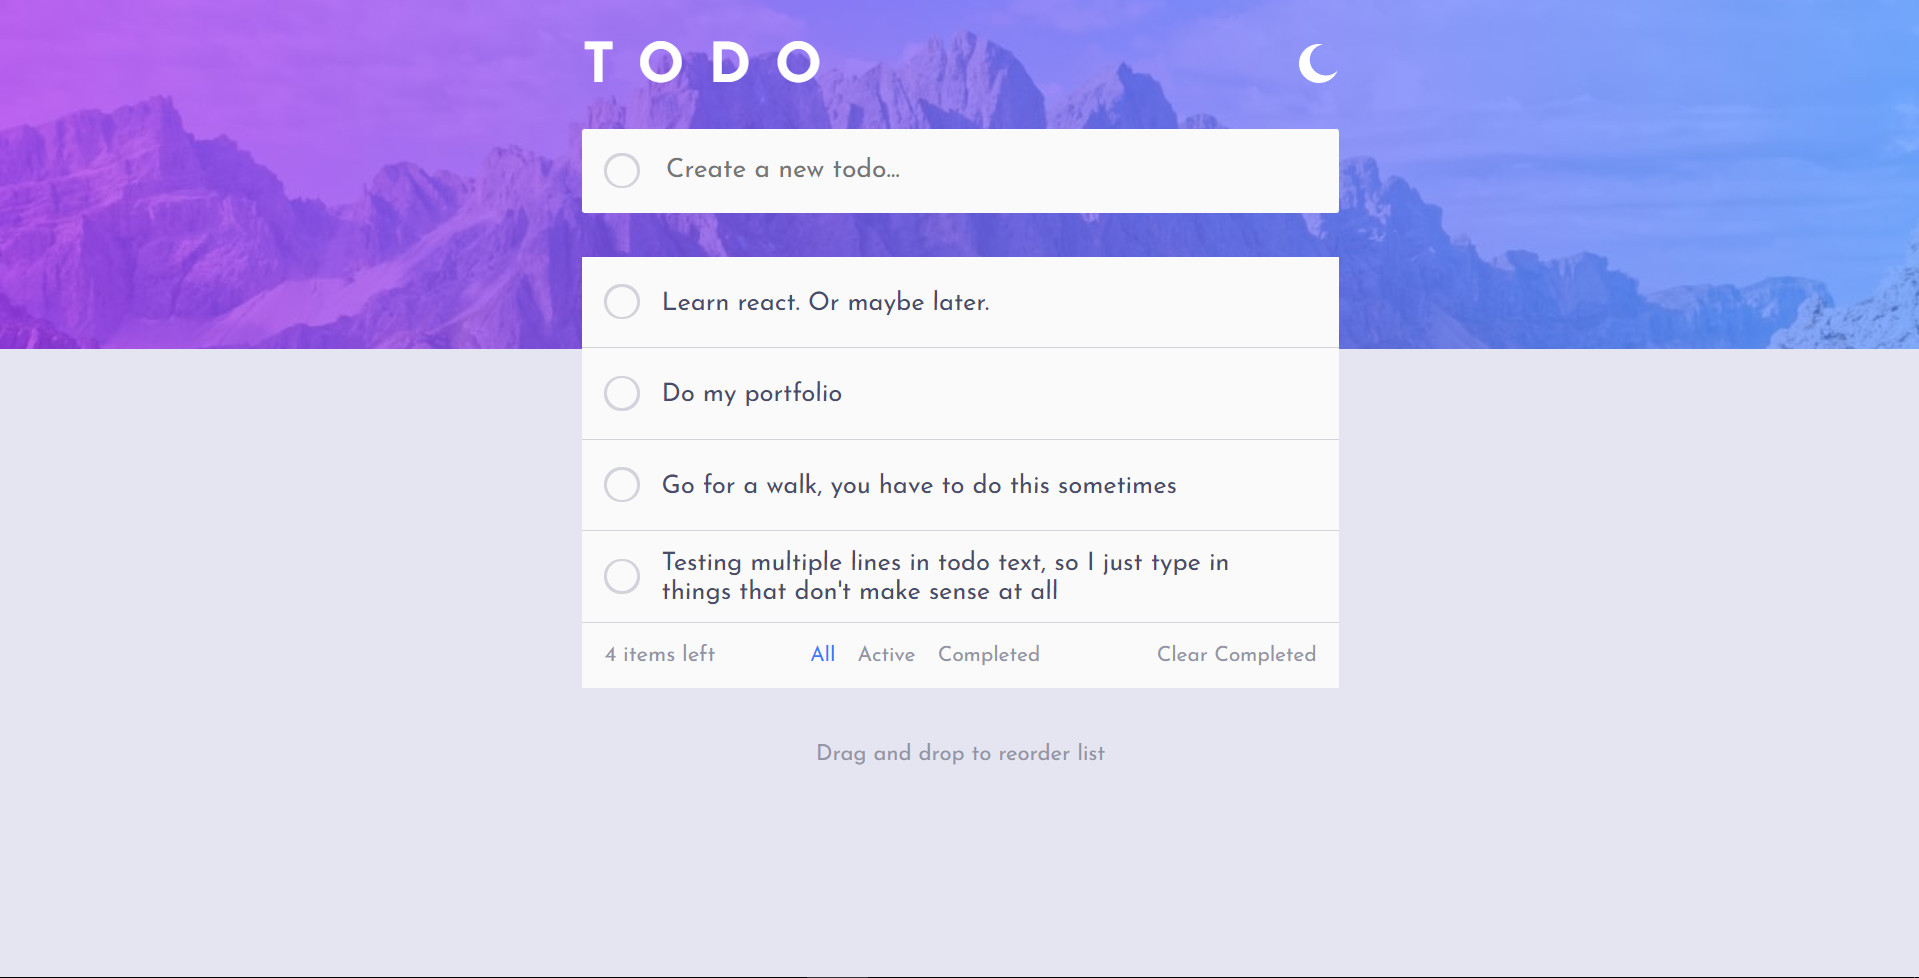 TODO
Create a new todo...
Learn react. Or maybe later.
Do my portfolio
Go for a walk, you have to do this sometimes
Testing multiple lines in todo text, so I just type in
things that don't make sense at all
4 items left All Active Completed Clear Completed
Drag and drop to reorder list